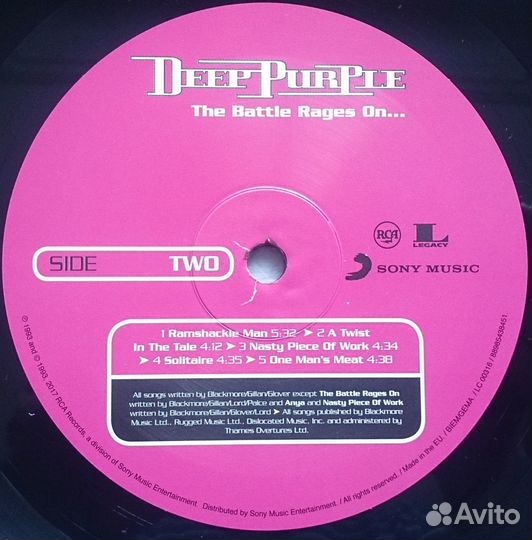 DEEP PURPLE
The Battle Rages On...
RCA
L
LEGACY
SONY MUSIC
SIDE TWO
1 Ramshackle Man 5:32 ➤ 2 A Twist
In The Tale 4:12 ➤ 3 Nasty Piece Of Work 4:34
➤ 4 Solitaire 4:35 ➤ 5 One Man's Meat 4:38
All songs written by Blackmore/Gillan/Glover except The Battle Rages On
written by Blackmore/Gillan/Lord/Paice and Anya and Nasty Piece Of Work
written by Blackmore/Gillan/Glover/Lord ➤ All songs published by Blackmore
Music Ltd., Rugged Music Ltd., Dislocated Music, Inc. and administered by
Thames Overtures Ltd.
℗ 1993 and © 1993, 2017 RCA Records, a division of Sony Music Entertainment. Distributed by Sony Music Entertainment. / All rights reserved. / Made in the EU. / BIEM/GEMA / LC 00316 / 88985438451
Avito